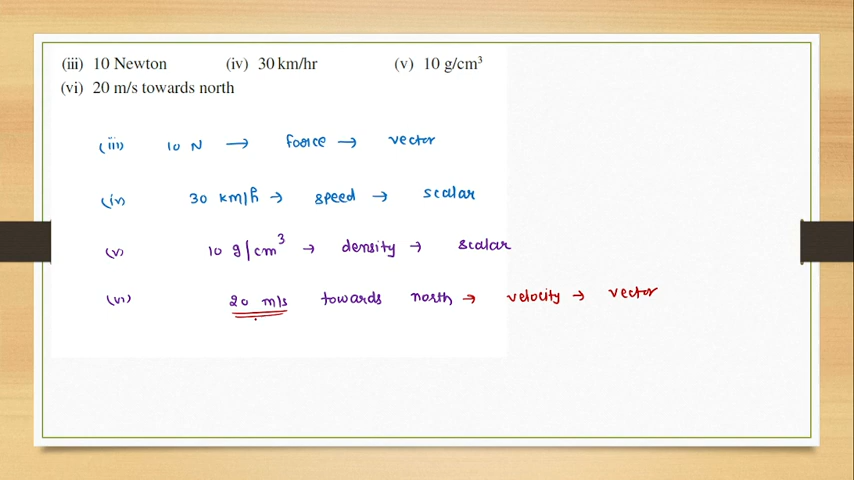 (iii) 10 Newton (iv) 30 km/hr (v) 10 g/cm³
(vi) 20 m/s towards north
(iii) 10 N → force → vector
(iv) 30 km/h → speed → scalar
(v) 10 g/cm³ → density → scalar
(vi) 20 m/s towards north → velocity → vector